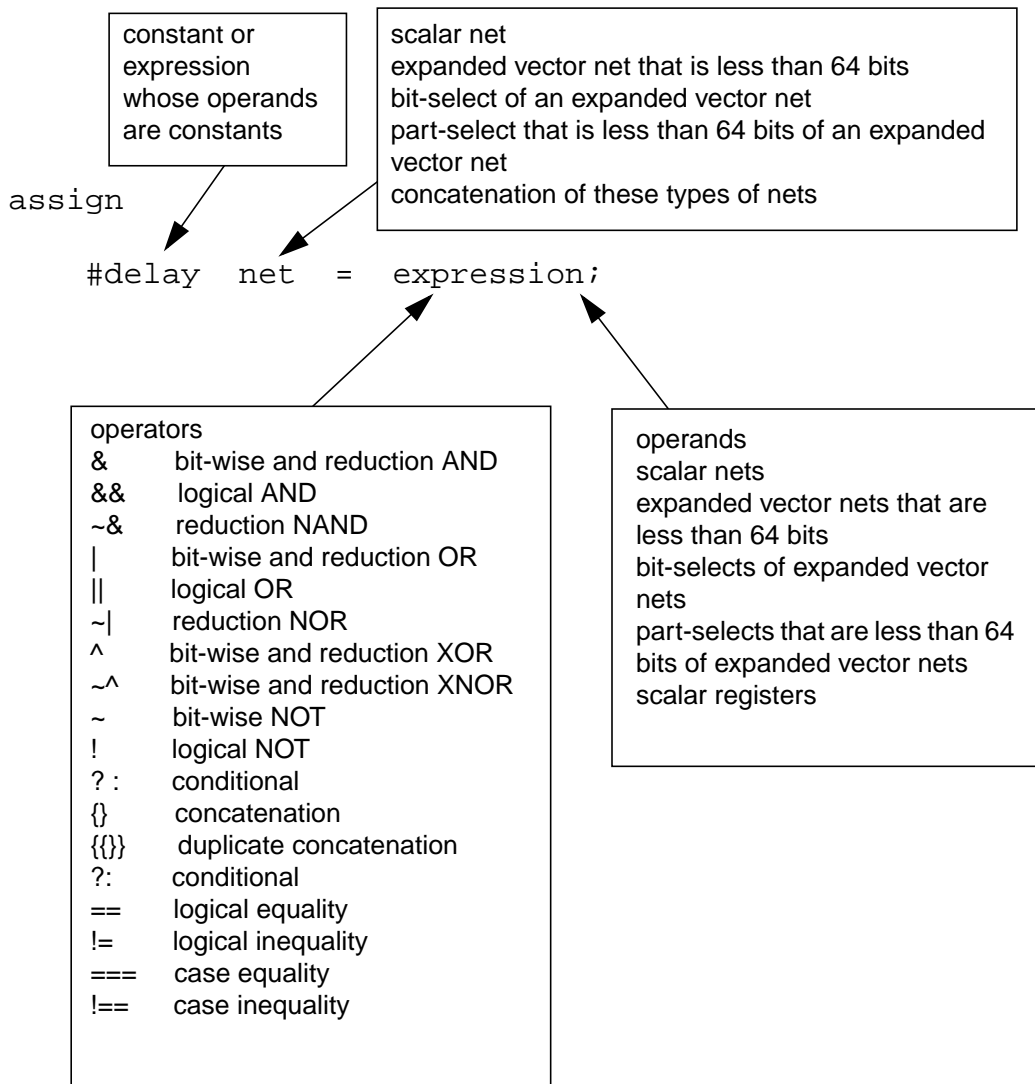 constant or
expression
whose operands
are constants
scalar net
expanded vector net that is less than 64 bits
bit-select of an expanded vector net
part-select that is less than 64 bits of an expanded
vector net
concatenation of these types of nets
assign
#delay net = expression;
operators
& bit-wise and reduction AND
&& logical AND
~& reduction NAND
| bit-wise and reduction OR
|| logical OR
~| reduction NOR
^ bit-wise and reduction XOR
~^ bit-wise and reduction XNOR
~ bit-wise NOT
! logical NOT
? : conditional
{} concatenation
{{}} duplicate concatenation
?: conditional
== logical equality
!= logical inequality
=== case equality
!== case inequality
operands
scalar nets
expanded vector nets that are
less than 64 bits
bit-selects of expanded vector
nets
part-selects that are less than 64
bits of expanded vector nets
scalar registers